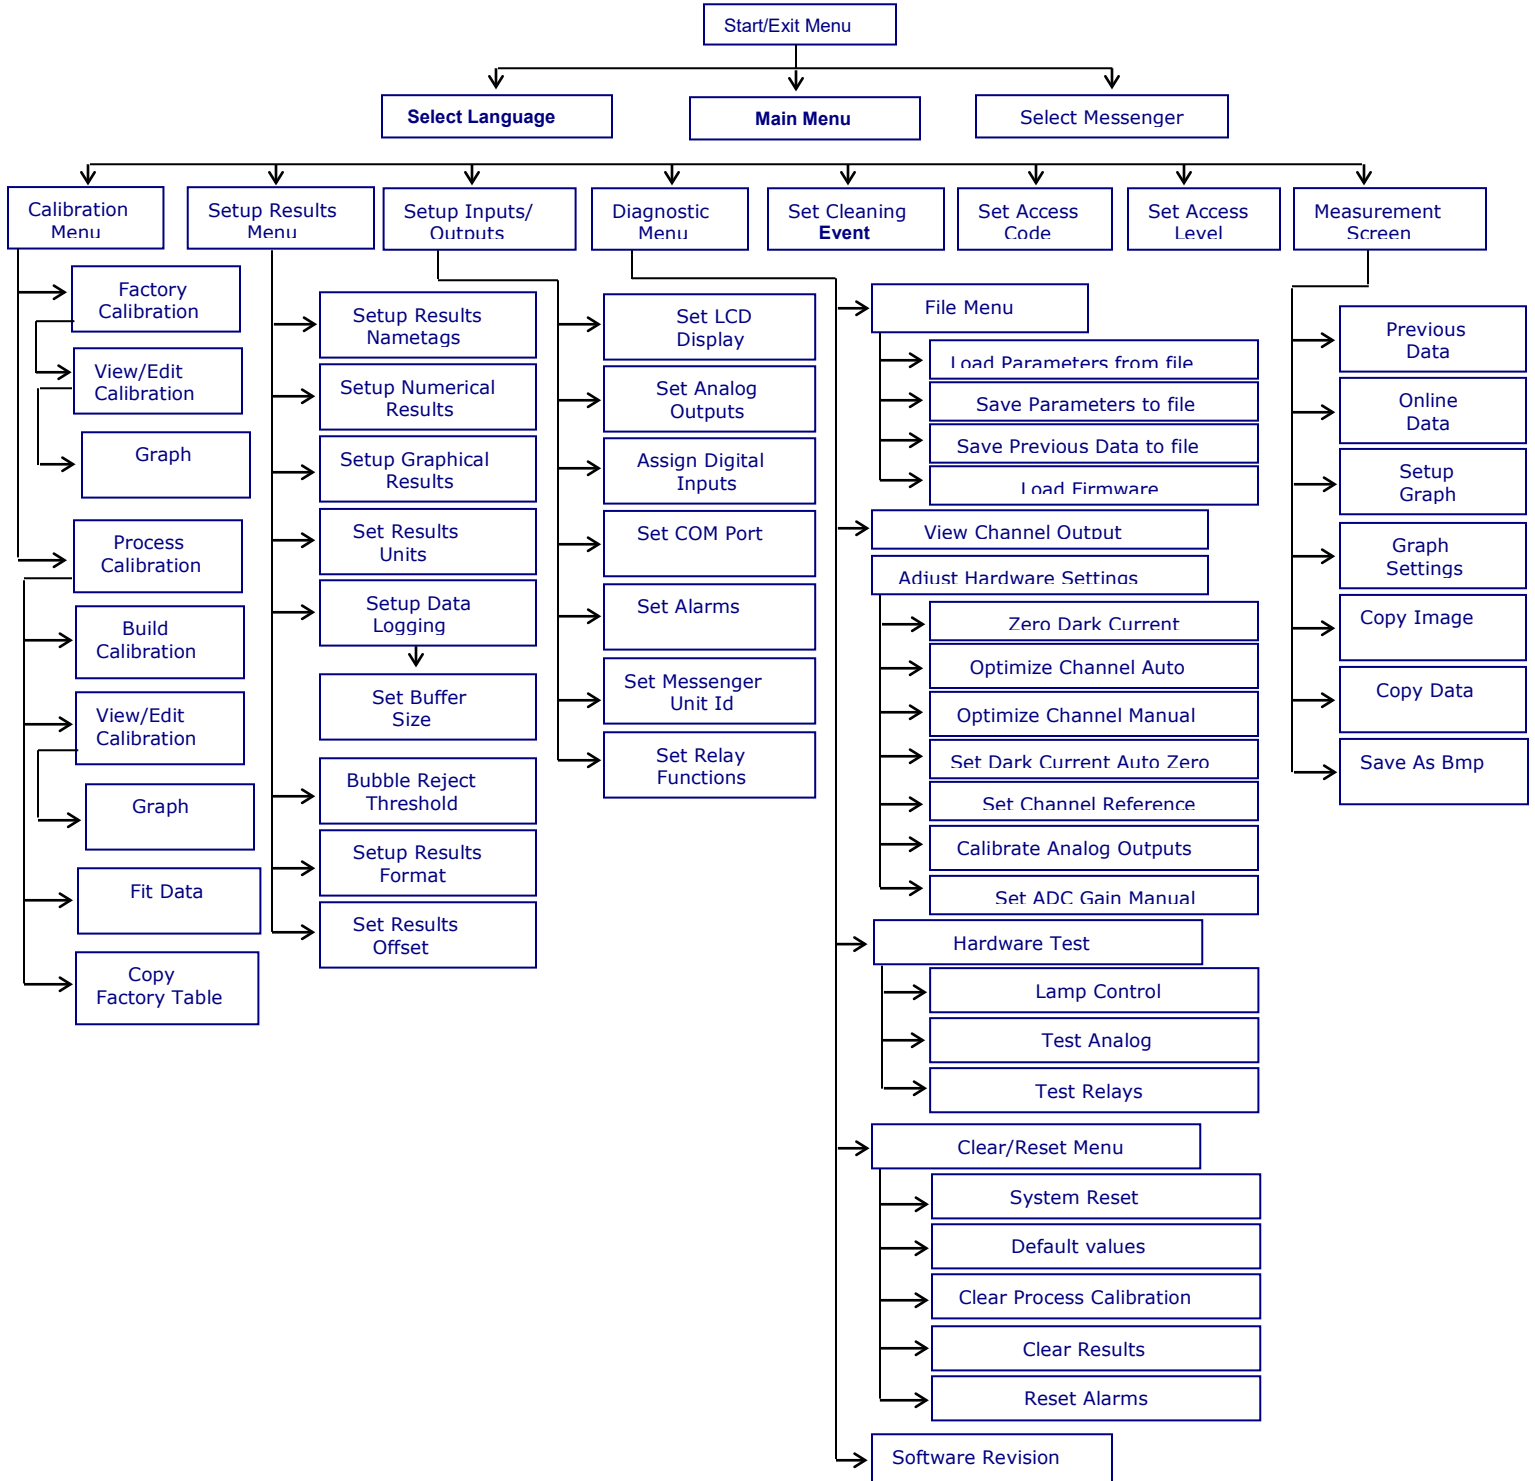 Start/Exit Menu
Select Language
Main Menu
Select Messenger
Calibration
Menu
Setup Results
Menu
Setup Inputs/
Outputs
Diagnostic
Menu
Set Cleaning
Event
Set Access
Code
Set Access
Level
Measurement
Screen
Factory
Calibration
View/Edit
Calibration
Graph
Process
Calibration
Build
Calibration
View/Edit
Calibration
Graph
Fit Data
Copy
Factory Table
Setup Results
Nametags
Setup Numerical
Results
Setup Graphical
Results
Set Results
Units
Setup Data
Logging
Set Buffer
Size
Bubble Reject
Threshold
Setup Results
Format
Set Results
Offset
Set LCD
Display
Set Analog
Outputs
Assign Digital
Inputs
Set COM Port
Set Alarms
Set Messenger
Unit Id
Set Relay
Functions
File Menu
Load Parameters from file
Save Parameters to file
Save Previous Data to file
Load Firmware
View Channel Output
Adjust Hardware Settings
Zero Dark Current
Optimize Channel Auto
Optimize Channel Manual
Set Dark Current Auto Zero
Set Channel Reference
Calibrate Analog Outputs
Set ADC Gain Manual
Hardware Test
Lamp Control
Test Analog
Test Relays
Clear/Reset Menu
System Reset
Default values
Clear Process Calibration
Clear Results
Reset Alarms
Software Revision
Previous
Data
Online
Data
Setup
Graph
Graph
Settings
Copy Image
Copy Data
Save As Bmp